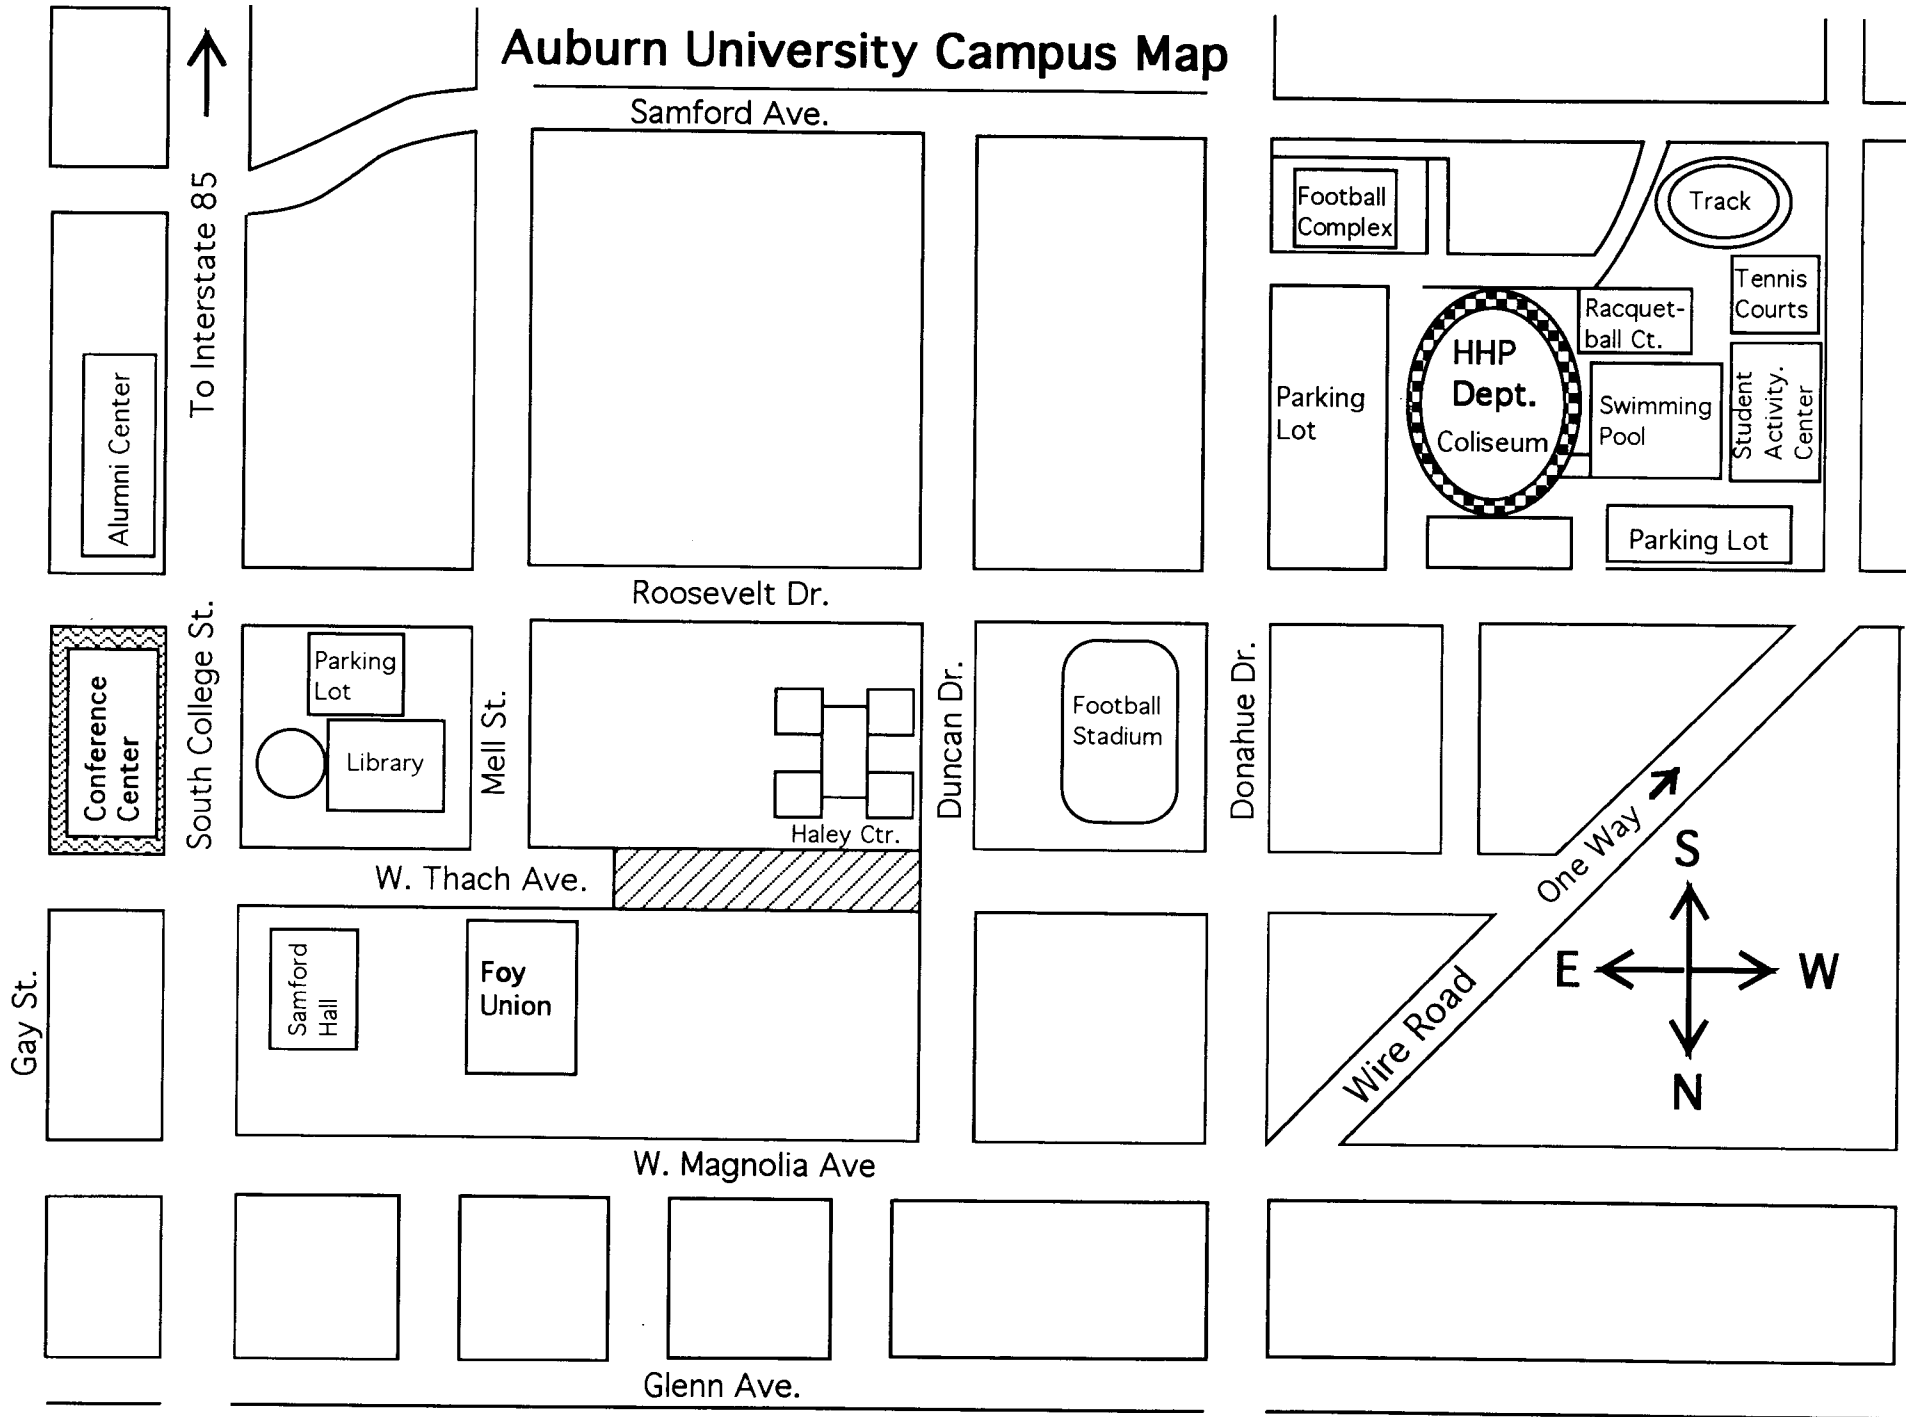 Auburn University Campus Map
Samford Ave.
To Interstate 85
Football
Complex
Track
Tennis
Courts
Racquet-
ball Ct.
HHP
Dept.
Coliseum
Parking
Lot
Swimming
Pool
Student
Activity.
Center
Alumni Center
Parking Lot
Roosevelt Dr.
South College St.
Conference
Center
Parking
Lot
Library
Mell St.
Haley Ctr.
Duncan Dr.
Football
Stadium
Donahue Dr.
One Way
W. Thach Ave.
S
E
W
N
Samford
Hall
Foy
Union
Gay St.
Wire Road
W. Magnolia Ave
Glenn Ave.